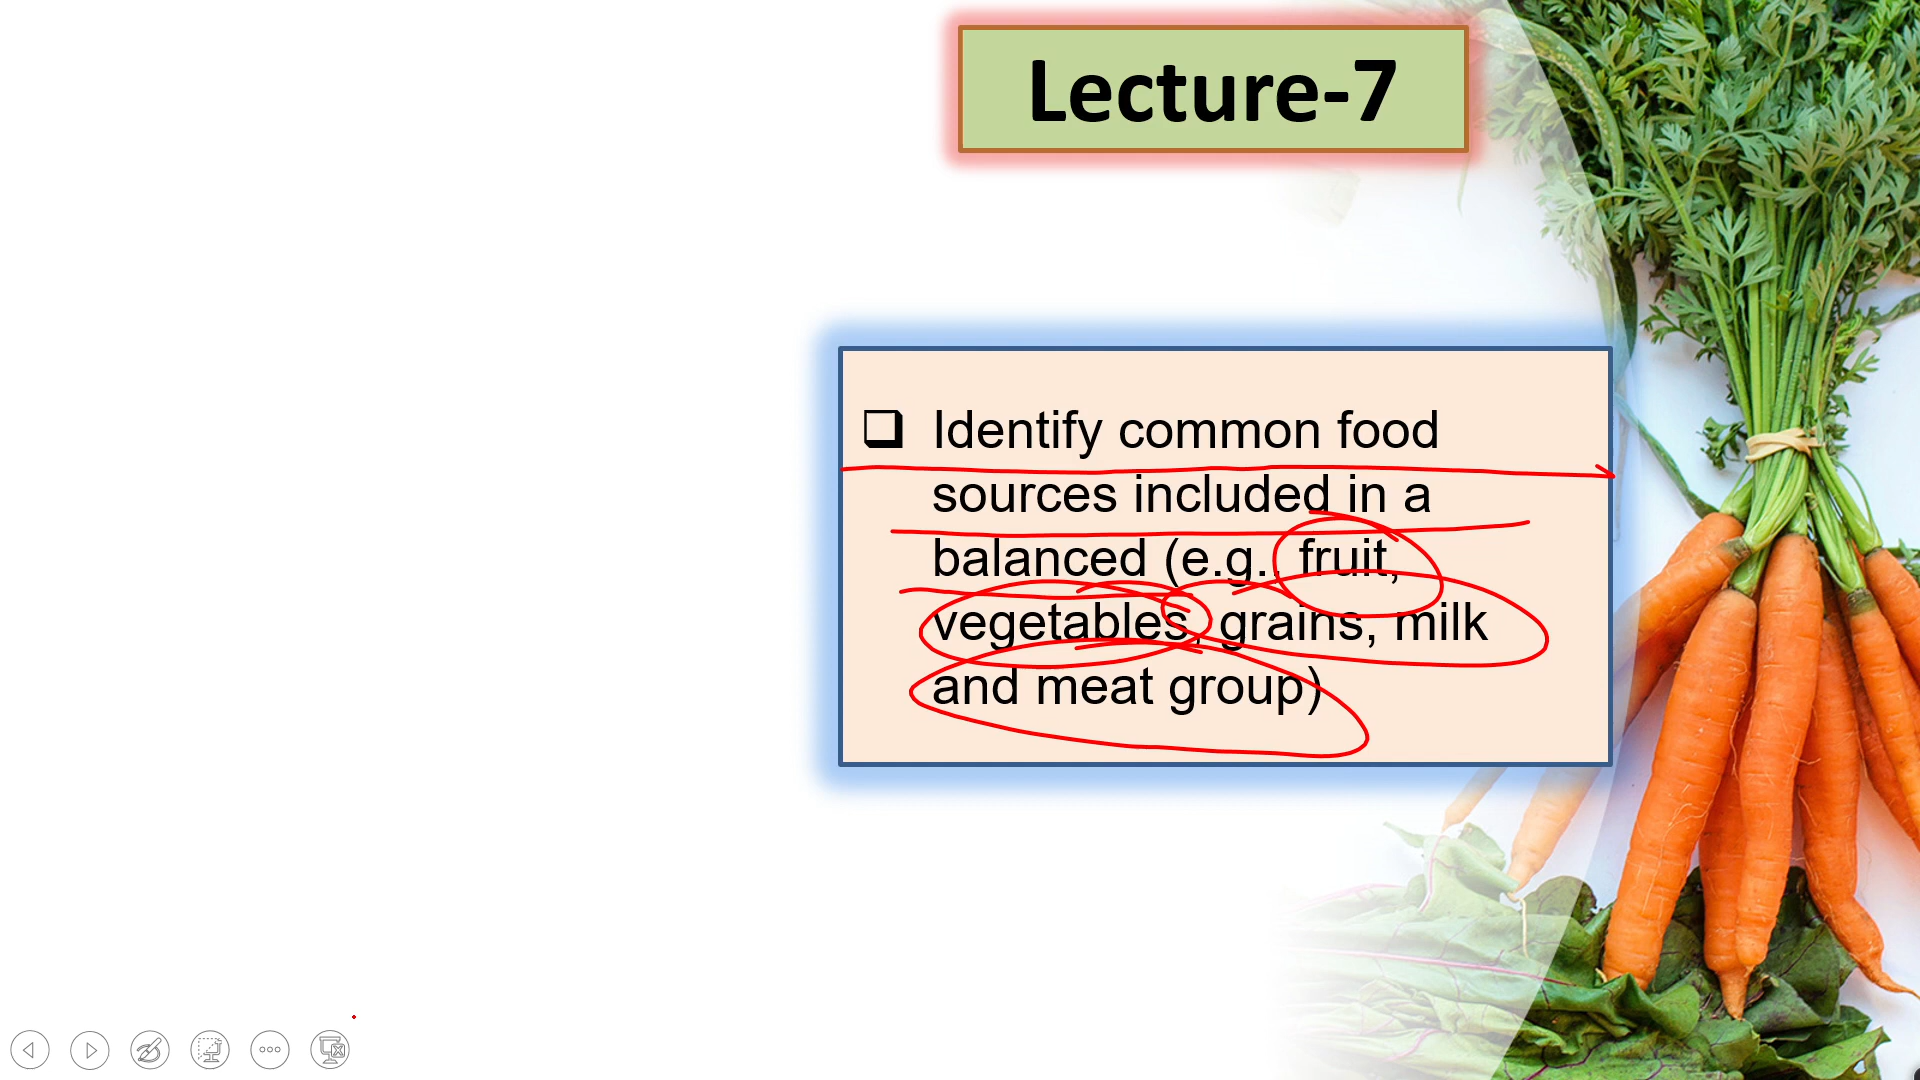 Lecture-7
❑ Identify common food
sources included in a
balanced (e.g., fruit,
vegetables, grains, milk
and meat group)